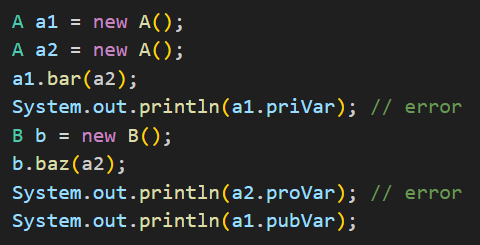 A a1 = new A();
A a2 = new A();
a1.bar(a2);
System.out.println(a1.priVar); // error
B b = new B();
b.baz(a2);
System.out.println(a2.proVar); // error
System.out.println(a1.pubVar);